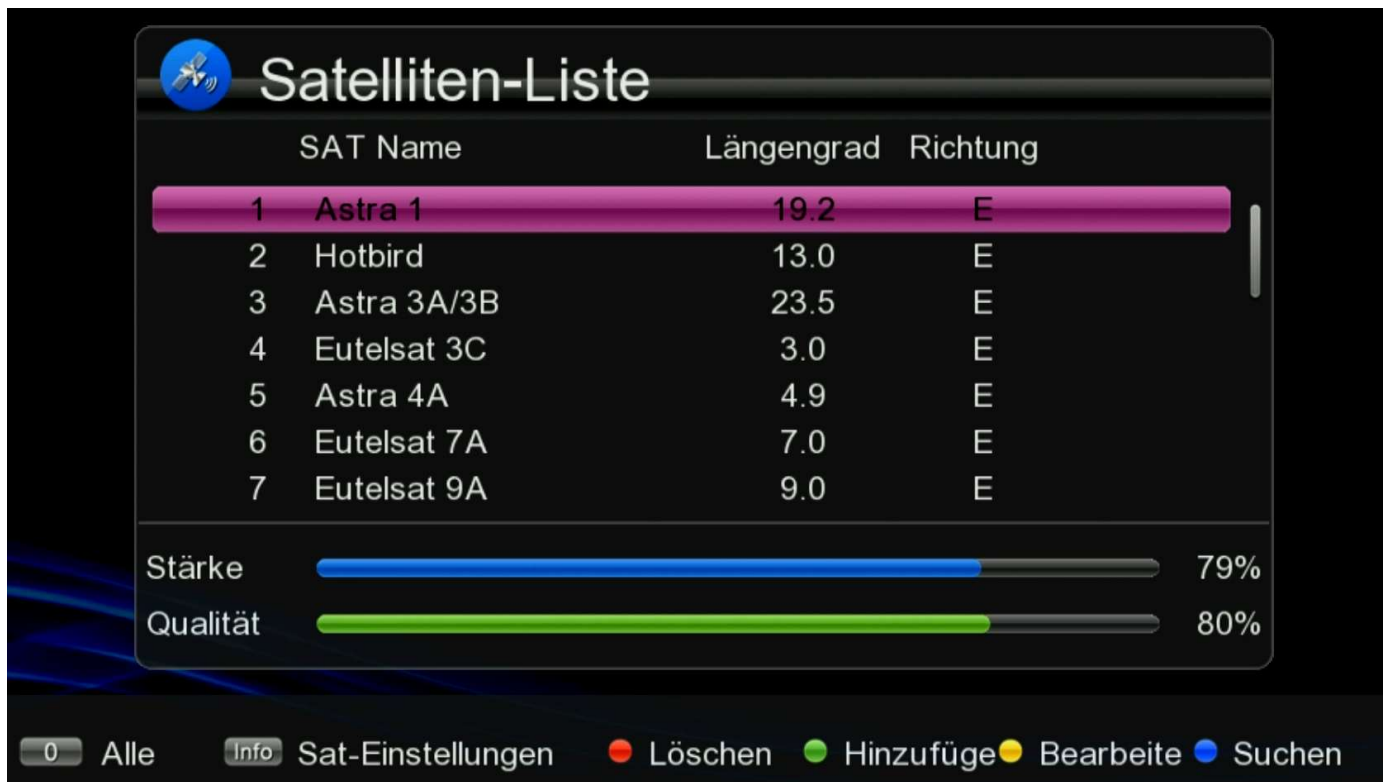 Satelliten-Liste
SAT Name Längengrad Richtung
1 Astra 1 19.2 E
2 Hotbird 13.0 E
3 Astra 3A/3B 23.5 E
4 Eutelsat 3C 3.0 E
5 Astra 4A 4.9 E
6 Eutelsat 7A 7.0 E
7 Eutelsat 9A 9.0 E
Stärke 79%
Qualität 80%
0 Alle Info Sat-Einstellungen Löschen Hinzufüge Bearbeite Suchen